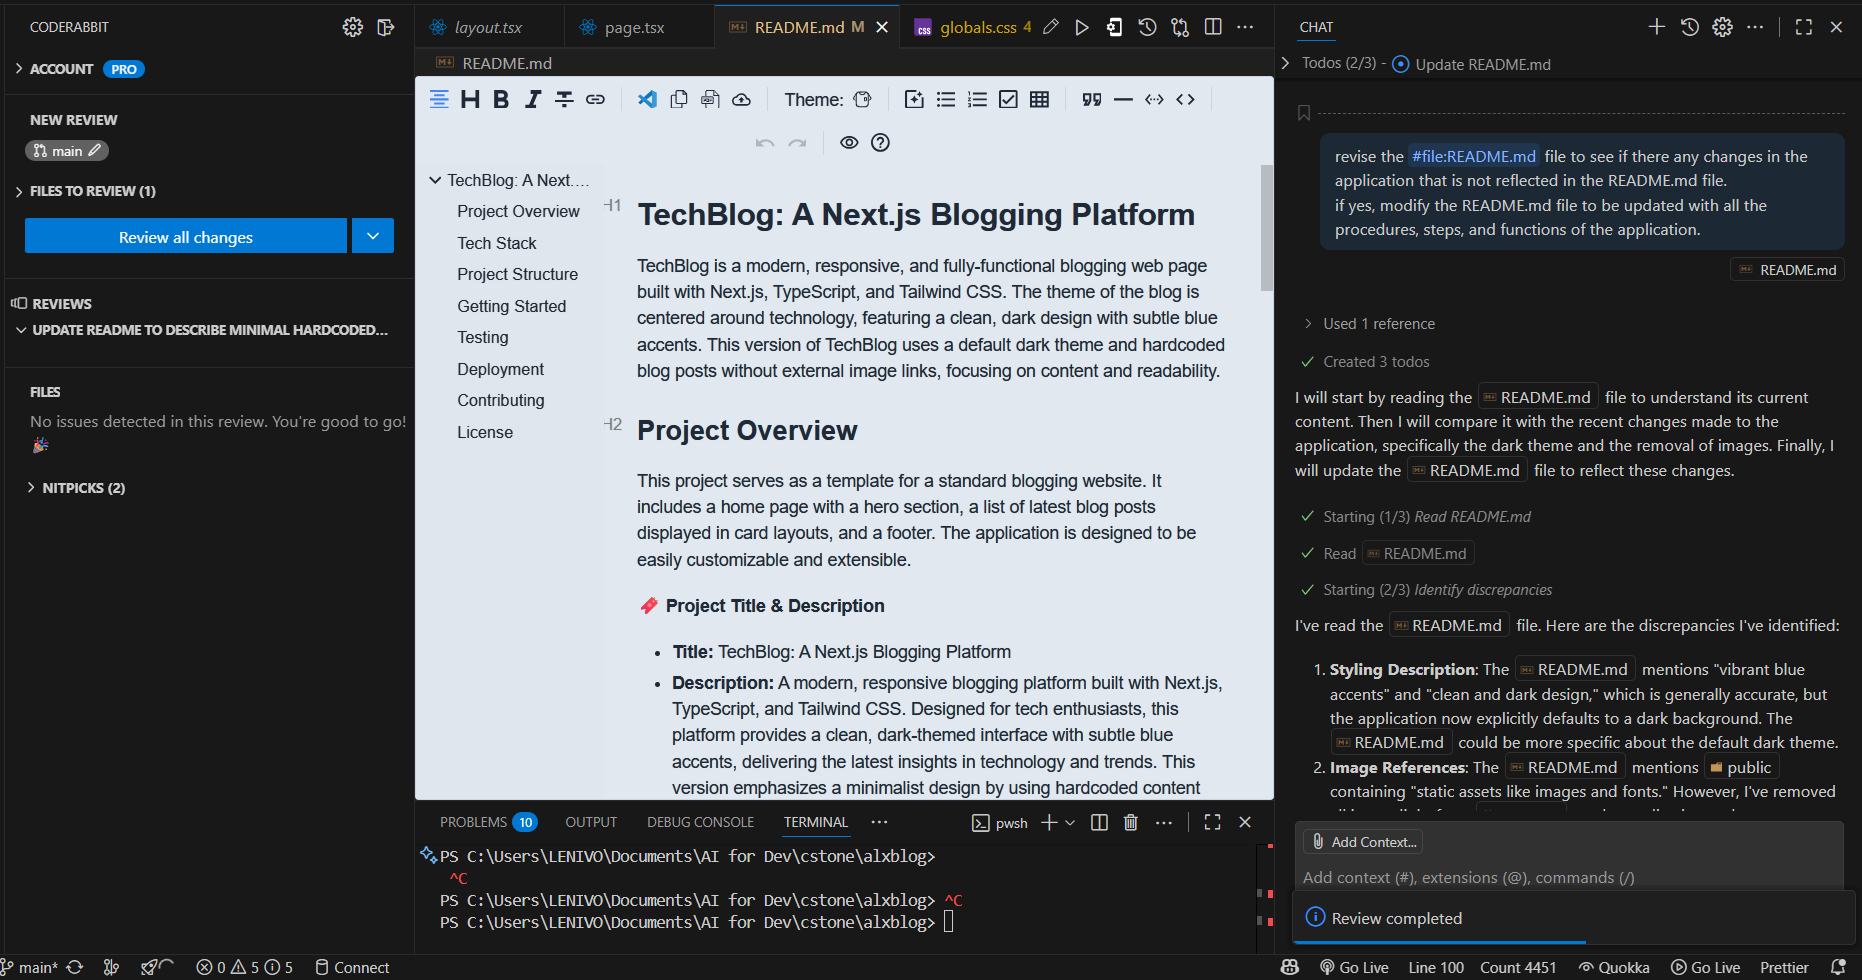 CODERABBIT
ACCOUNT PRO
NEW REVIEW
main
FILES TO REVIEW (1)
Review all changes
REVIEWS
UPDATE README TO DESCRIBE MINIMAL HARDCODED...
FILES
No issues detected in this review. You're good to go!
NITPICKS (2)
layout.tsx
page.tsx
README.md M
globals.css 4
README.md
H B I
Theme:
TechBlog: A Next....
Project Overview
Tech Stack
Project Structure
Getting Started
Testing
Deployment
Contributing
License
H1
TechBlog: A Next.js Blogging Platform
TechBlog is a modern, responsive, and fully-functional blogging web page
built with Next.js, TypeScript, and Tailwind CSS. The theme of the blog is
centered around technology, featuring a clean, dark design with subtle blue
accents. This version of TechBlog uses a default dark theme and hardcoded
blog posts without external image links, focusing on content and readability.
H2
Project Overview
This project serves as a template for a standard blogging website. It
includes a home page with a hero section, a list of latest blog posts
displayed in card layouts, and a footer. The application is designed to be
easily customizable and extensible.
Project Title & Description
• Title: TechBlog: A Next.js Blogging Platform
• Description: A modern, responsive blogging platform built with Next.js,
TypeScript, and Tailwind CSS. Designed for tech enthusiasts, this
platform provides a clean, dark-themed interface with subtle blue
accents, delivering the latest insights in technology and trends. This
version emphasizes a minimalist design by using hardcoded content
PROBLEMS 10
OUTPUT
DEBUG CONSOLE
TERMINAL
pwsh
PS C:\Users\LENIVO\Documents\AI for Dev\cstone\alxblog>
^C
PS C:\Users\LENIVO\Documents\AI for Dev\cstone\alxblog> ^C
PS C:\Users\LENIVO\Documents\AI for Dev\cstone\alxblog>
CHAT
Todos (2/3) - Update README.md
revise the #file:README.md file to see if there any changes in the
application that is not reflected in the README.md file.
if yes, modify the README.md file to be updated with all the
procedures, steps, and functions of the application.
README.md
Used 1 reference
Created 3 todos
I will start by reading the README.md file to understand its current
content. Then I will compare it with the recent changes made to the
application, specifically the dark theme and the removal of images. Finally, I
will update the README.md file to reflect these changes.
Starting (1/3) Read README.md
Read README.md
Starting (2/3) Identify discrepancies
I've read the README.md file. Here are the discrepancies I've identified:
1. Styling Description: The README.md mentions "vibrant blue
accents" and "clean and dark design," which is generally accurate, but
the application now explicitly defaults to a dark background. The
README.md could be more specific about the default dark theme.
2. Image References: The README.md mentions public
containing "static assets like images and fonts." However, I've removed
Add Context...
Add context (#), extensions (@), commands (/)
Review completed
main*
0 5 5
Connect
Go Live
Line 100
Count 4451
Quokka
Go Live
Prettier